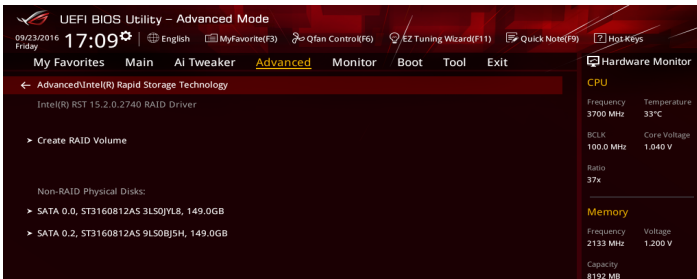 UEFI BIOS Utility – Advanced Mode
09/23/2016 Friday 17:09 English MyFavorite(F3) Qfan Control(F6) EZ Tuning Wizard(F11) Quick Note(F9) ? Hot Keys
My Favorites Main Ai Tweaker Advanced Monitor Boot Tool Exit
Hardware Monitor
← Advanced\Intel(R) Rapid Storage Technology
Intel(R) RST 15.2.0.2740 RAID Driver
➤ Create RAID Volume
Non-RAID Physical Disks:
➤ SATA 0.0, ST3160812AS 3LS0JYL8, 149.0GB
➤ SATA 0.2, ST3160812AS 9LS0BJ5H, 149.0GB
CPU
Frequency Temperature
3700 MHz 33°C
BCLK Core Voltage
100.0 MHz 1.040 V
Ratio
37x
Memory
Frequency Voltage
2133 MHz 1.200 V
Capacity
8192 MB